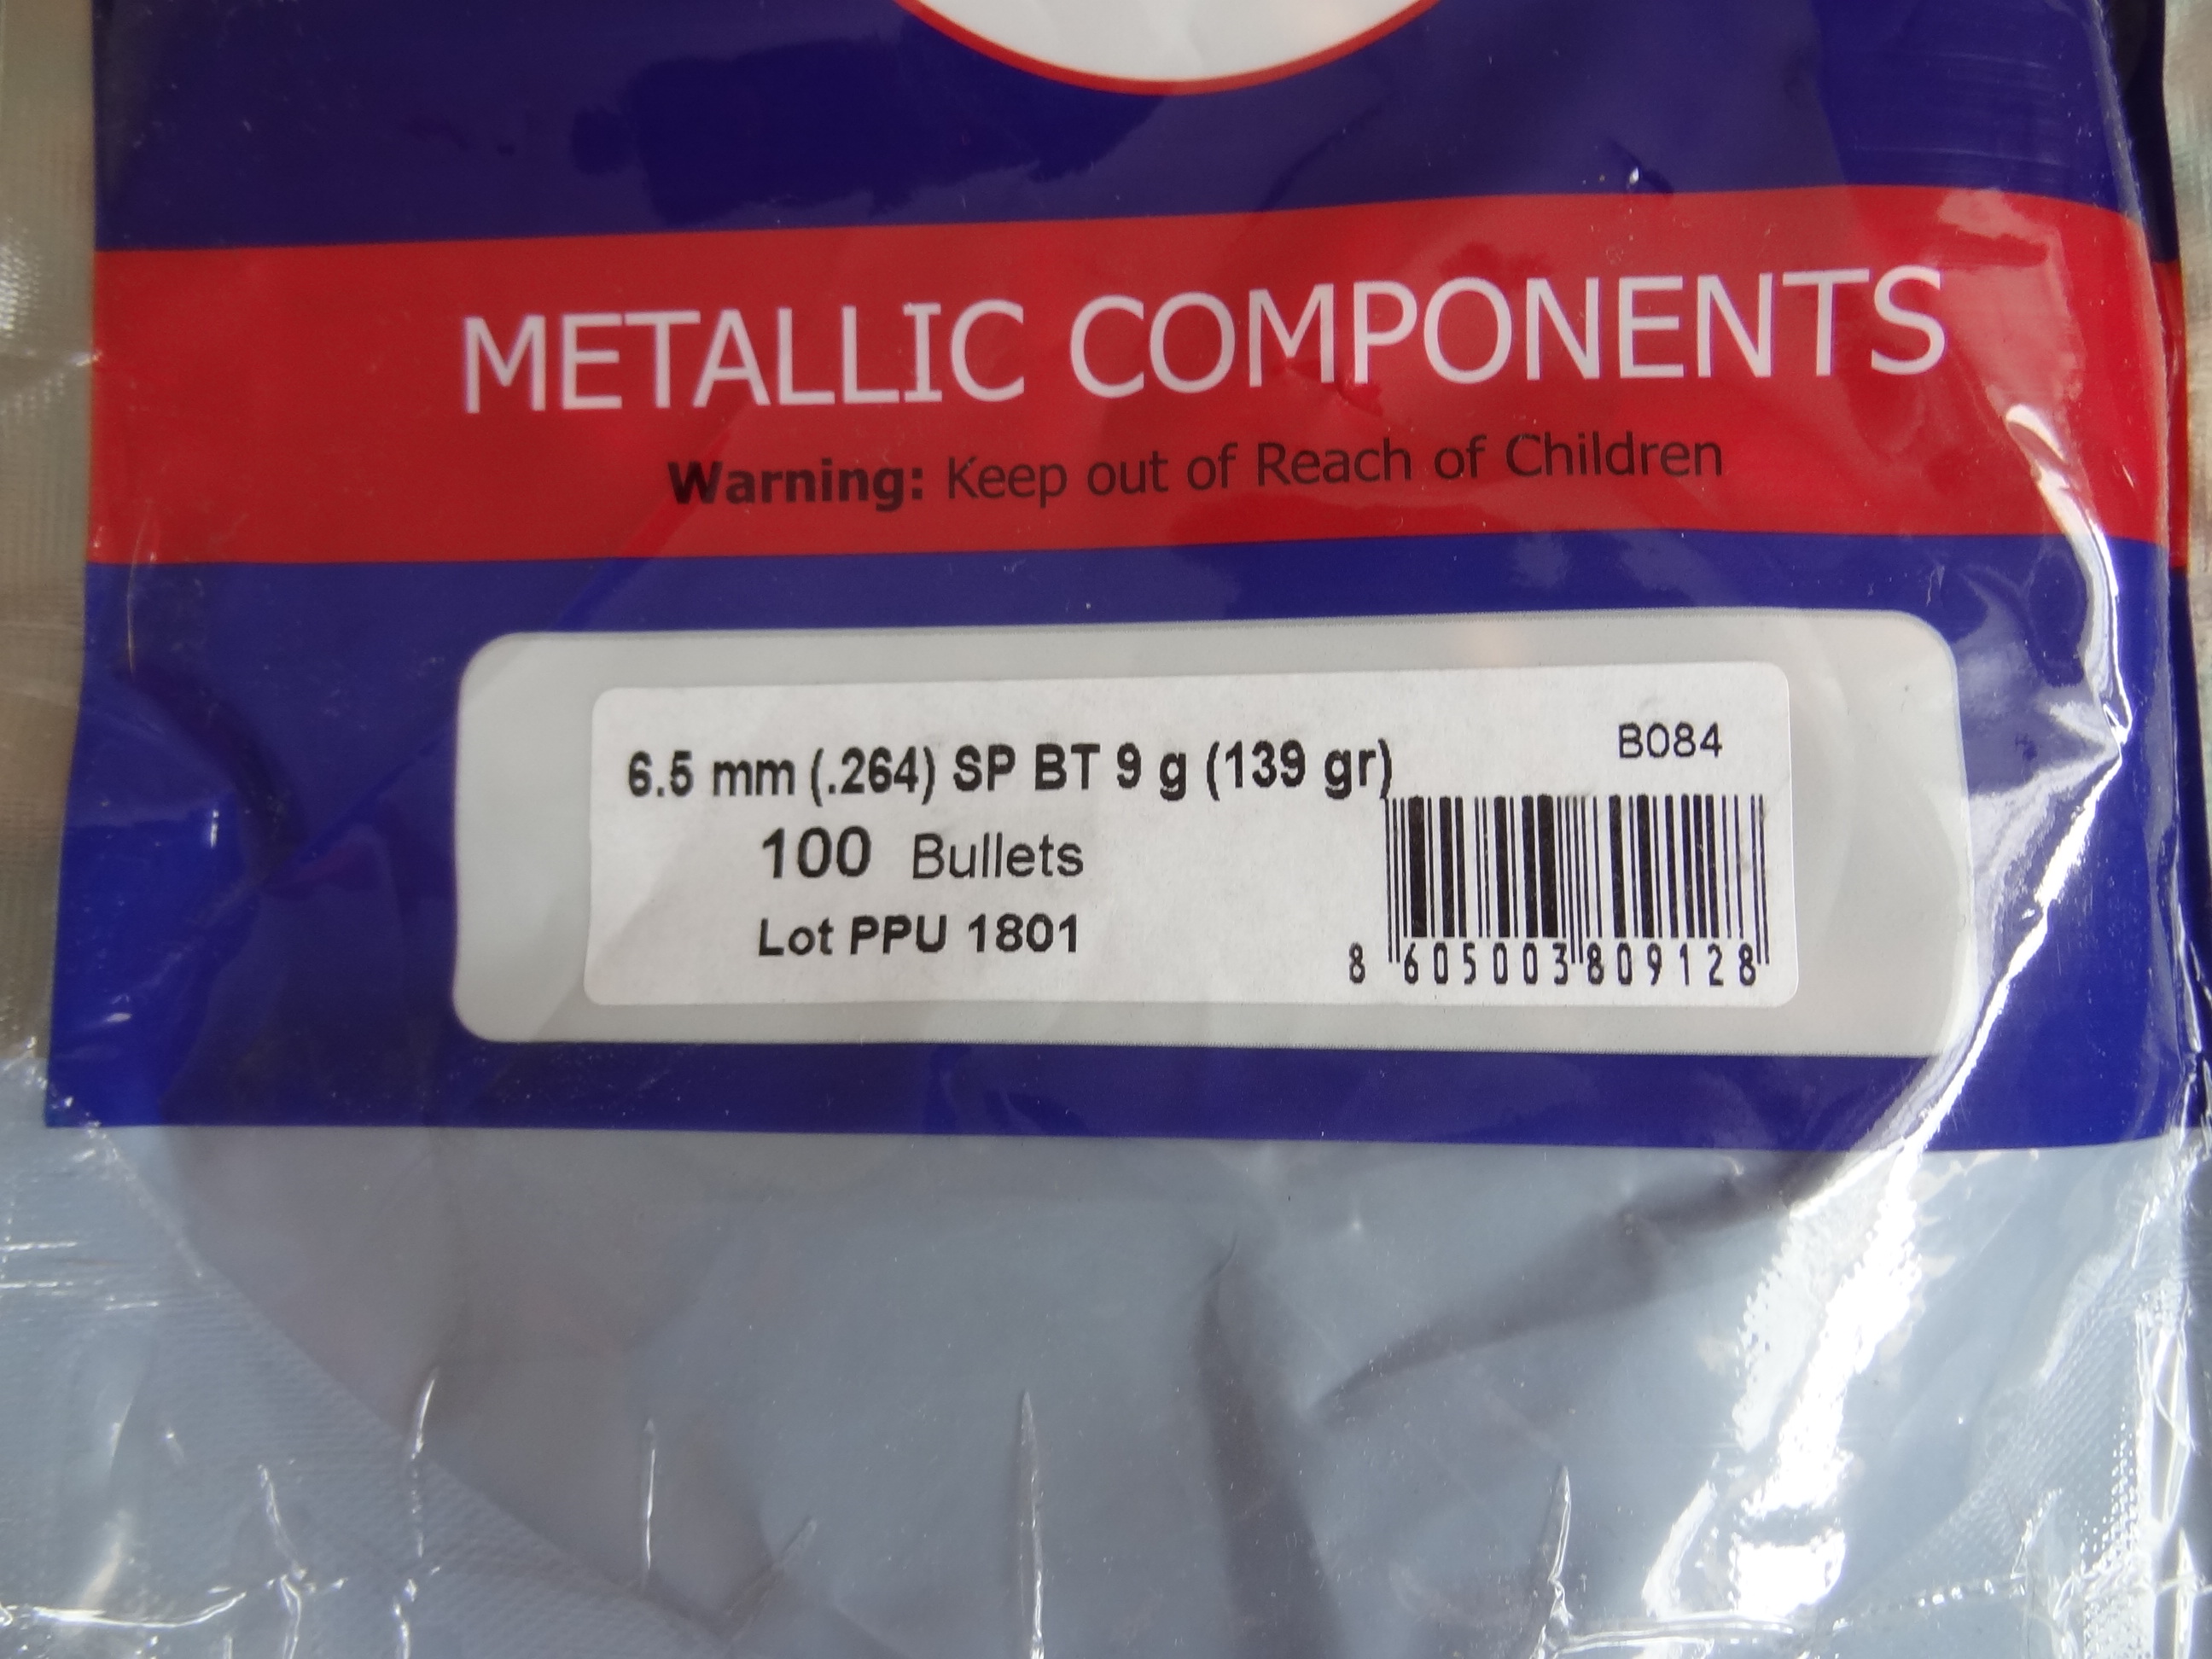 METALLIC COMPONENTS
Warning: Keep out of Reach of Children
B084
6.5 mm (.264) SP BT 9 g (139 gr)
100 Bullets
Lot PPU 1801
8 605003 809128